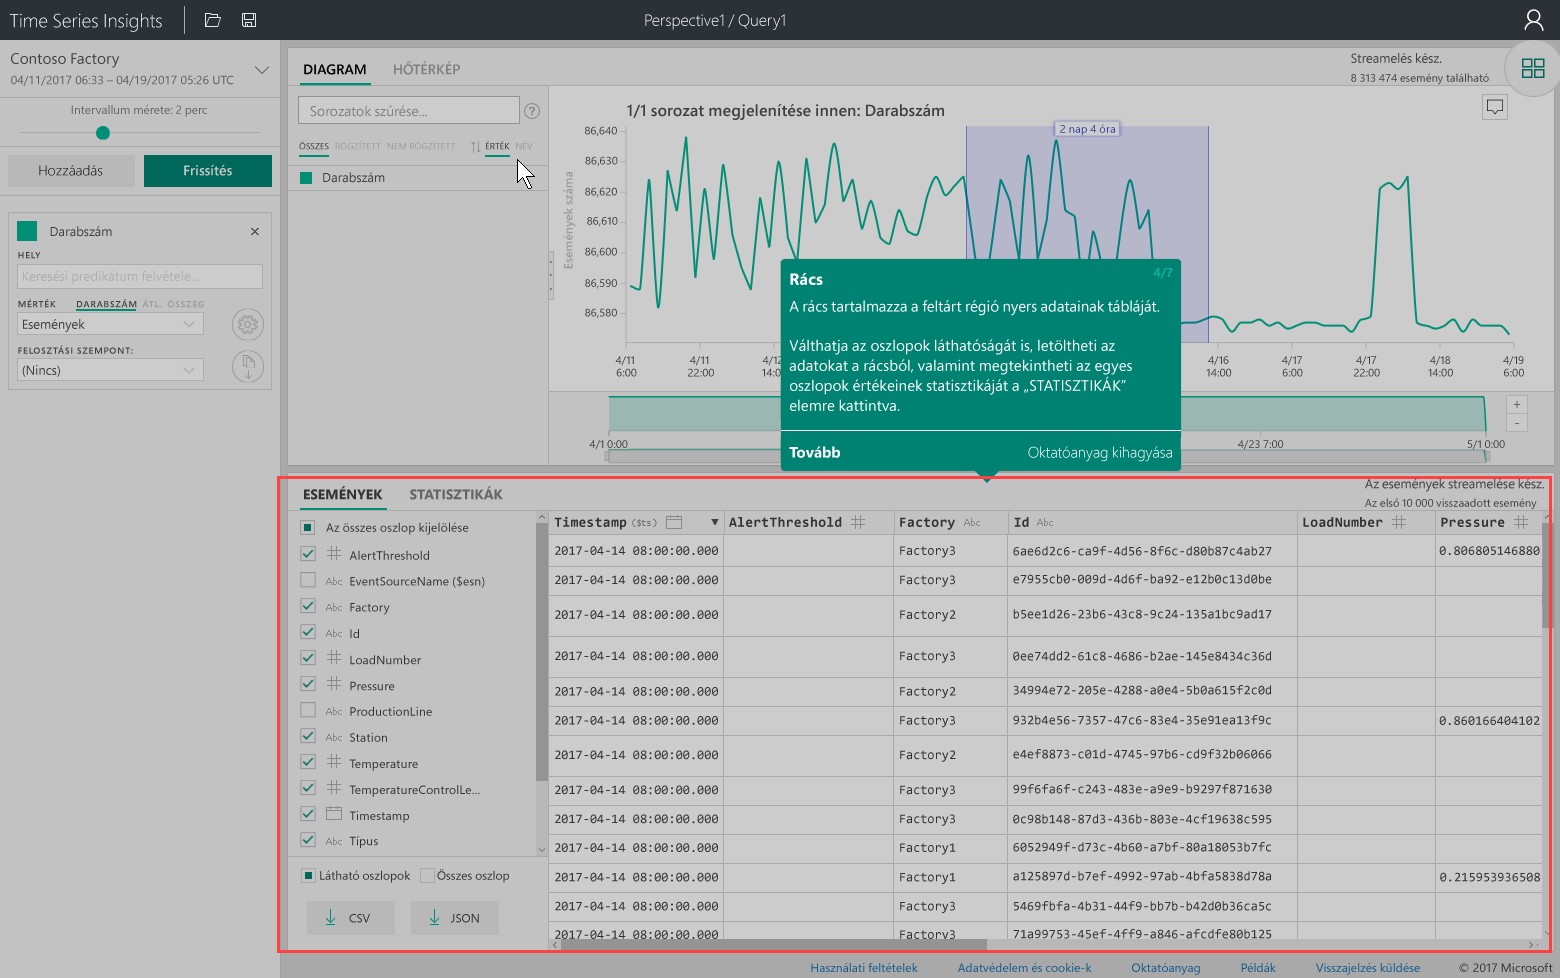 Time Series Insights
Perspective1 / Query1
Contoso Factory
04/11/2017 06:33 – 04/19/2017 05:26 UTC
Intervallum mérete: 2 perc
Hozzáadás
Frissítés
Darabszám
HELY
Keresési predikátum felvétele...
MÉRTÉK DARABSZÁM ÁTL. ÖSSZEG
Események
FELOSZTÁSI SZEMPONT:
(Nincs)
DIAGRAM HŐTÉRKÉP
Streamelés kész.
8 313 474 esemény található
Sorozatok szűrése...
ÖSSZES RÖGZÍTETT NEM RÖGZÍTETT ÉRTÉK NÉV
Darabszám
1/1 sorozat megjelenítése innen: Darabszám
2 nap 4 óra
Események száma
86,640
86,630
86,620
86,610
86,600
86,590
86,580
4/11 6:00
4/11 22:00
4/12 14:0
4/16 14:00
4/17 6:00
4/17 22:00
4/18 14:00
4/19 6:00
4/1 0:00
4/23 7:00
5/1 0:00
+
-
Rács
4/7
A rács tartalmazza a feltárt régió nyers adatainak tábláját.
Válthatja az oszlopok láthatóságát is, letöltheti az
adatokat a rácsból, valamint megtekintheti az egyes
oszlopok értékeinek statisztikáját a „STATISZTIKÁK”
elemre kattintva.
Tovább
Oktatóanyag kihagyása
ESEMÉNYEK STATISZTIKÁK
Az események streamelése kész.
Az első 10 000 visszaadott esemény
Az összes oszlop kijelölése
AlertThreshold
Abc EventSourceName ($esn)
Abc Factory
Abc Id
LoadNumber
Pressure
Abc ProductionLine
Abc Station
Temperature
TemperatureControlLe...
Timestamp
Abc Típus
Látható oszlopok Összes oszlop
CSV
JSON
Timestamp ($ts) AlertThreshold Factory Abc Id Abc LoadNumber Pressure
2017-04-14 08:00:00.000 Factory3 6ae6d2c6-ca9f-4d56-8f6c-d80b87c4ab27 0.806805146880
2017-04-14 08:00:00.000 Factory3 e7955cb0-009d-4d6f-ba92-e12b0c13d0be
2017-04-14 08:00:00.000 Factory2 b5ee1d26-23b6-43c8-9c24-135a1bc9ad17
2017-04-14 08:00:00.000 Factory3 0ee74dd2-61c8-4686-b2ae-145e8434c36d
2017-04-14 08:00:00.000 Factory2 34994e72-205e-4288-a0e4-5b0a615f2c0d
2017-04-14 08:00:00.000 Factory3 932b4e56-7357-47c6-83e4-35e91ea13f9c 0.860166404102
2017-04-14 08:00:00.000 Factory2 e4ef8873-c01d-4745-97b6-cd9f32b06066
2017-04-14 08:00:00.000 Factory3 99f6fa6f-c243-483e-a9e9-b9297f871630
2017-04-14 08:00:00.000 Factory3 0c98b148-87d3-436b-803e-4cf19638c595
2017-04-14 08:00:00.000 Factory1 6052949f-d73c-4b60-a7bf-80a18053b7fc
2017-04-14 08:00:00.000 Factory1 a125897d-b7ef-4992-97ab-4bfa5838d78a 0.215953936508
2017-04-14 08:00:00.000 Factory3 5469fbfa-4b31-44f9-bb7b-b42d0b36ca5c
2017-04-14 08:00:00.000 Factory3 71a99753-45ef-4ff9-a846-afcdfe80b125
Használati feltételek Adatvédelem és cookie-k Oktatóanyag Példák Visszajelzés küldése © 2017 Microsoft